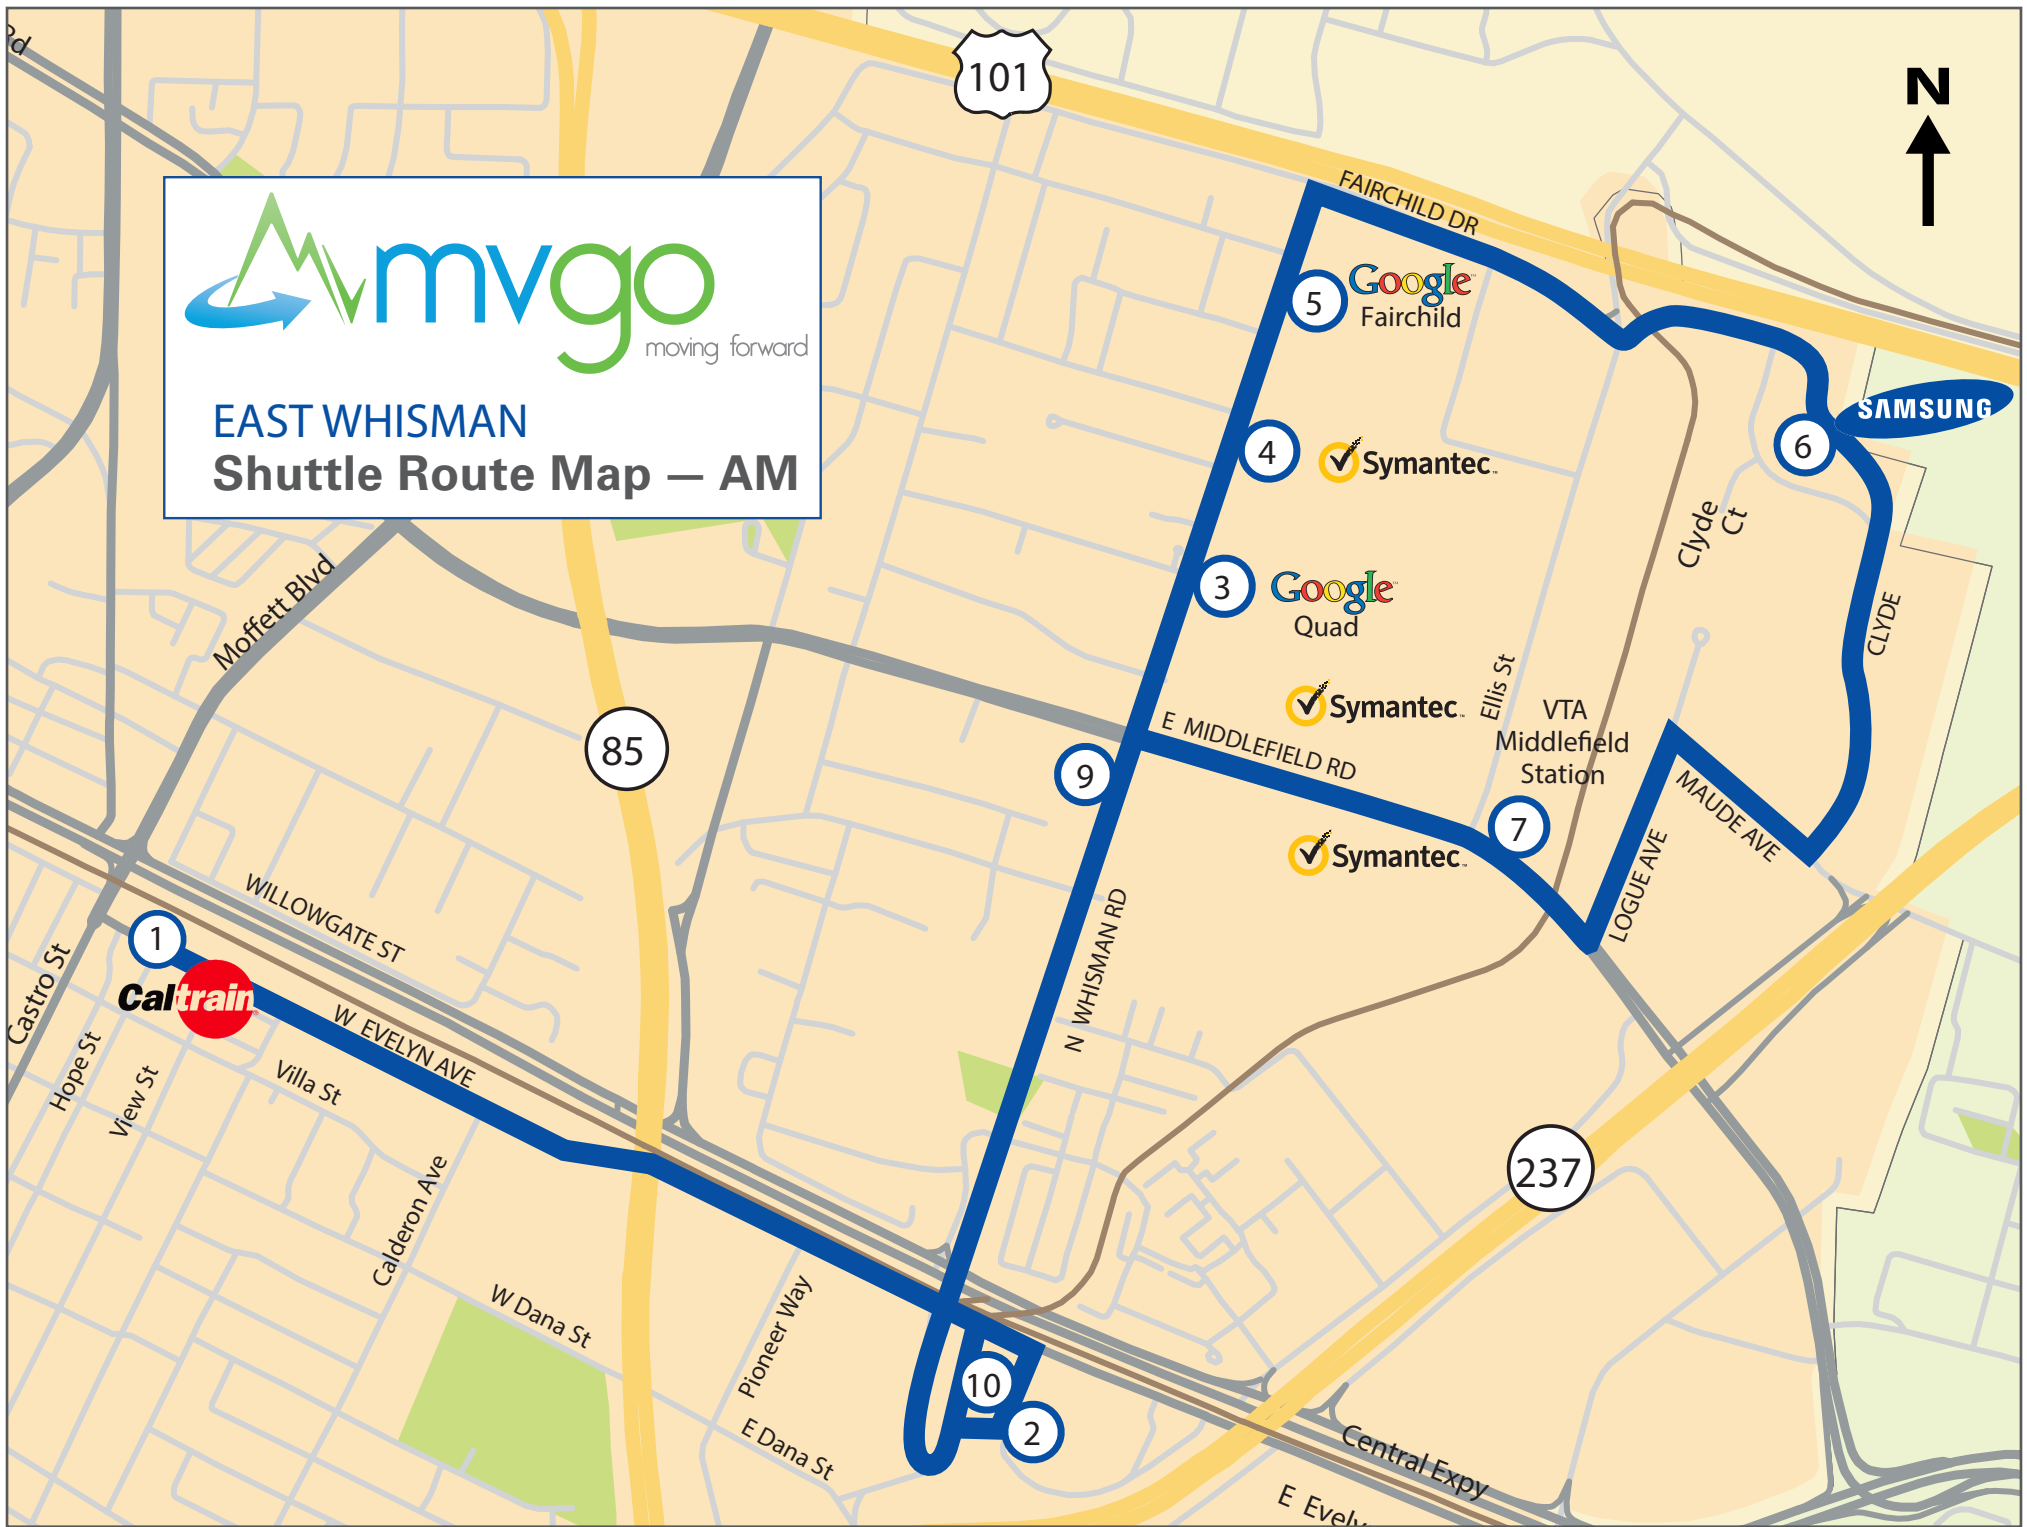 Rd
101
N
FAIRCHILD DR
mvgo
moving forward
EAST WHISMAN
Shuttle Route Map — AM
5
Google
Fairchild
SAMSUNG
6
4
Symantec
Clyde
Ct
3
Google
Quad
CLYDE
Moffett Blvd
Ellis St
Symantec
VTA
Middlefield
Station
E MIDDLEFIELD RD
85
9
7
MAUDE AVE
LOGUE AVE
Symantec
WILLOWGATE ST
N WHISMAN RD
1
Caltrain
Castro St
W EVELYN AVE
Hope St
View St
Villa St
237
Calderon Ave
W Dana St
Pioneer Way
10
2
E Dana St
Central Expy
E Evely